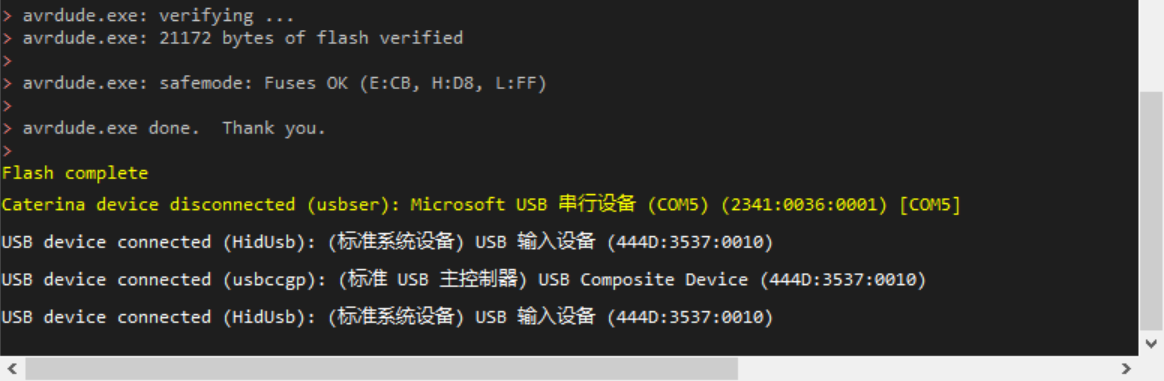 > avrdude.exe: verifying ...
> avrdude.exe: 21172 bytes of flash verified
>
> avrdude.exe: safemode: Fuses OK (E:CB, H:D8, L:FF)
>
> avrdude.exe done.  Thank you.
>
Flash complete
Caterina device disconnected (usbser): Microsoft USB 串行设备 (COM5) (2341:0036:0001) [COM5]
USB device connected (HidUsb): (标准系统设备) USB 输入设备 (444D:3537:0010)
USB device connected (usbccgp): (标准 USB 主控制器) USB Composite Device (444D:3537:0010)
USB device connected (HidUsb): (标准系统设备) USB 输入设备 (444D:3537:0010)